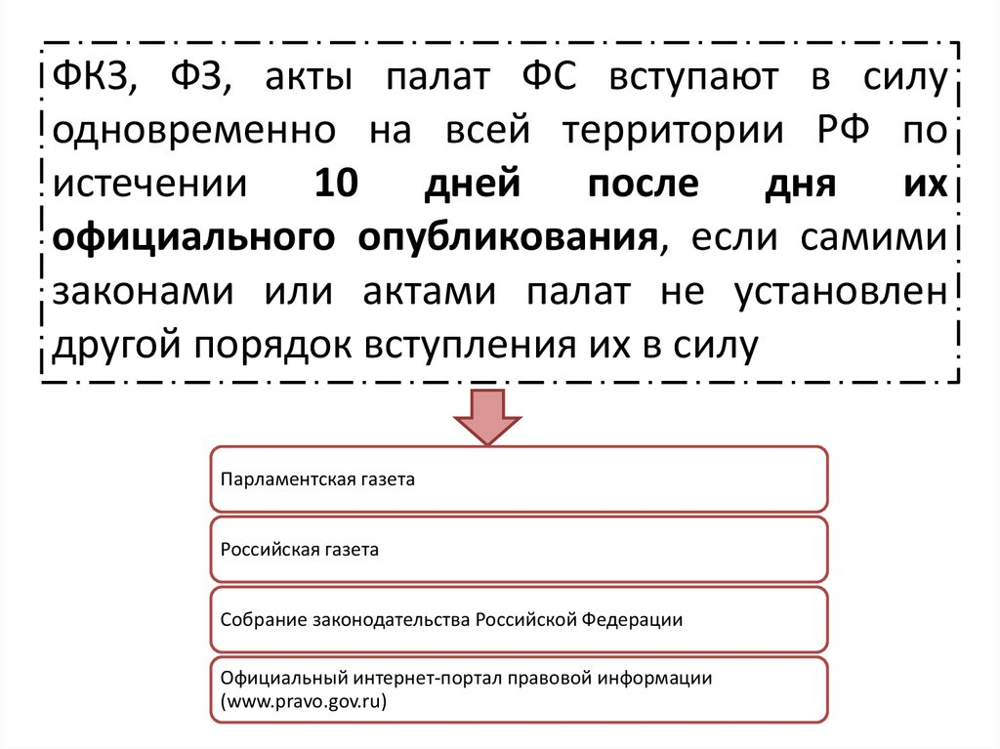 ФКЗ, ФЗ, акты палат ФС вступают в силу
одновременно на всей территории РФ по
истечении 10 дней после дня их
официального опубликования, если самими
законами или актами палат не установлен
другой порядок вступления их в силу
Парламентская газета
Российская газета
Собрание законодательства Российской Федерации
Официальный интернет-портал правовой информации
(www.pravo.gov.ru)